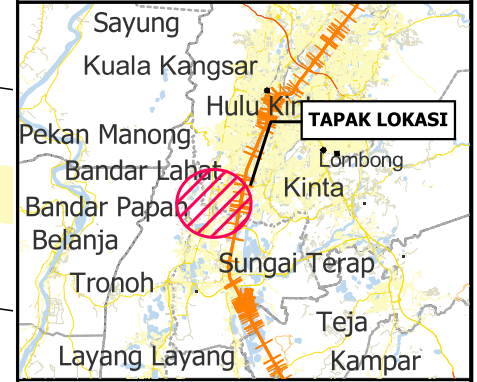 Sayung
Kuala Kangsar
Hulu Kint
TAPAK LOKASI
Pekan Manong
Lombong
Bandar Lahat
Kinta
Bandar Papan
Belanja
Sungai Terap
Tronoh
Teja
Layang Layang
Kampar